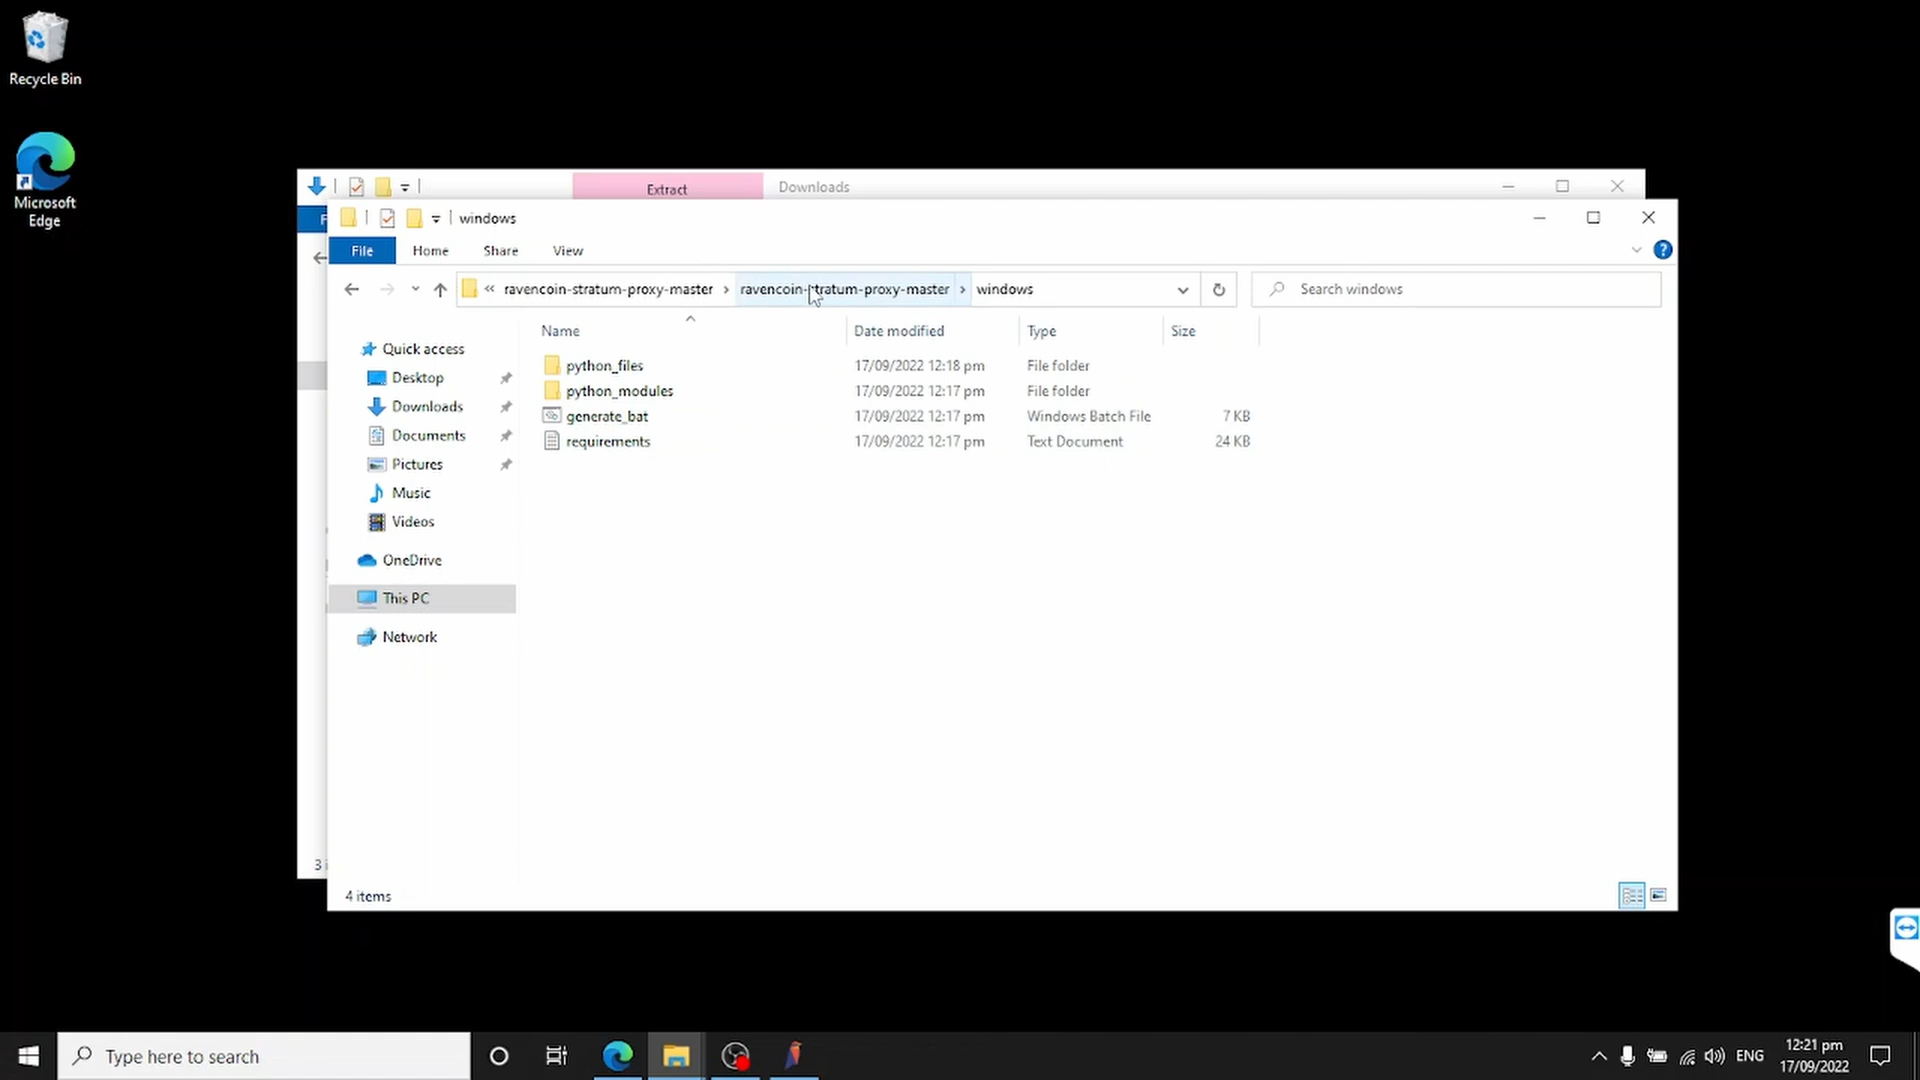 Recycle Bin
Microsoft
Edge
Extract
Downloads
windows
File
Home
Share
View
« ravencoin-stratum-proxy-master › ravencoin-stratum-proxy-master › windows
Search windows
Name
Date modified
Type
Size
python_files
17/09/2022 12:18 pm
File folder
python_modules
17/09/2022 12:17 pm
File folder
generate_bat
17/09/2022 12:17 pm
Windows Batch File
7 KB
requirements
17/09/2022 12:17 pm
Text Document
24 KB
Quick access
Desktop
Downloads
Documents
Pictures
Music
Videos
OneDrive
This PC
Network
3
4 items
Type here to search
ENG
12:21 pm
17/09/2022